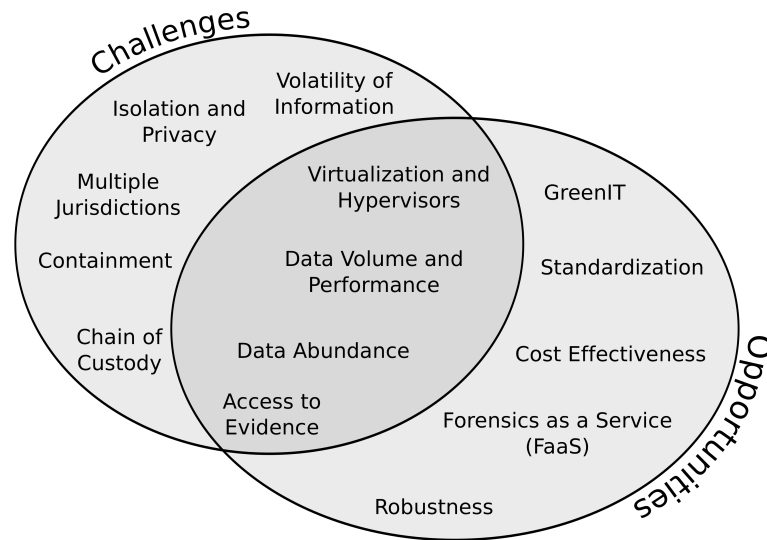 Challenges
Volatility of
Information
Isolation and
Privacy
Multiple
Jurisdictions
Containment
Chain of
Custody
Virtualization and
Hypervisors
Data Volume and
Performance
Data Abundance
Access to
Evidence
GreenIT
Standardization
Cost Effectiveness
Forensics as a Service
(FaaS)
Robustness
Opportunities